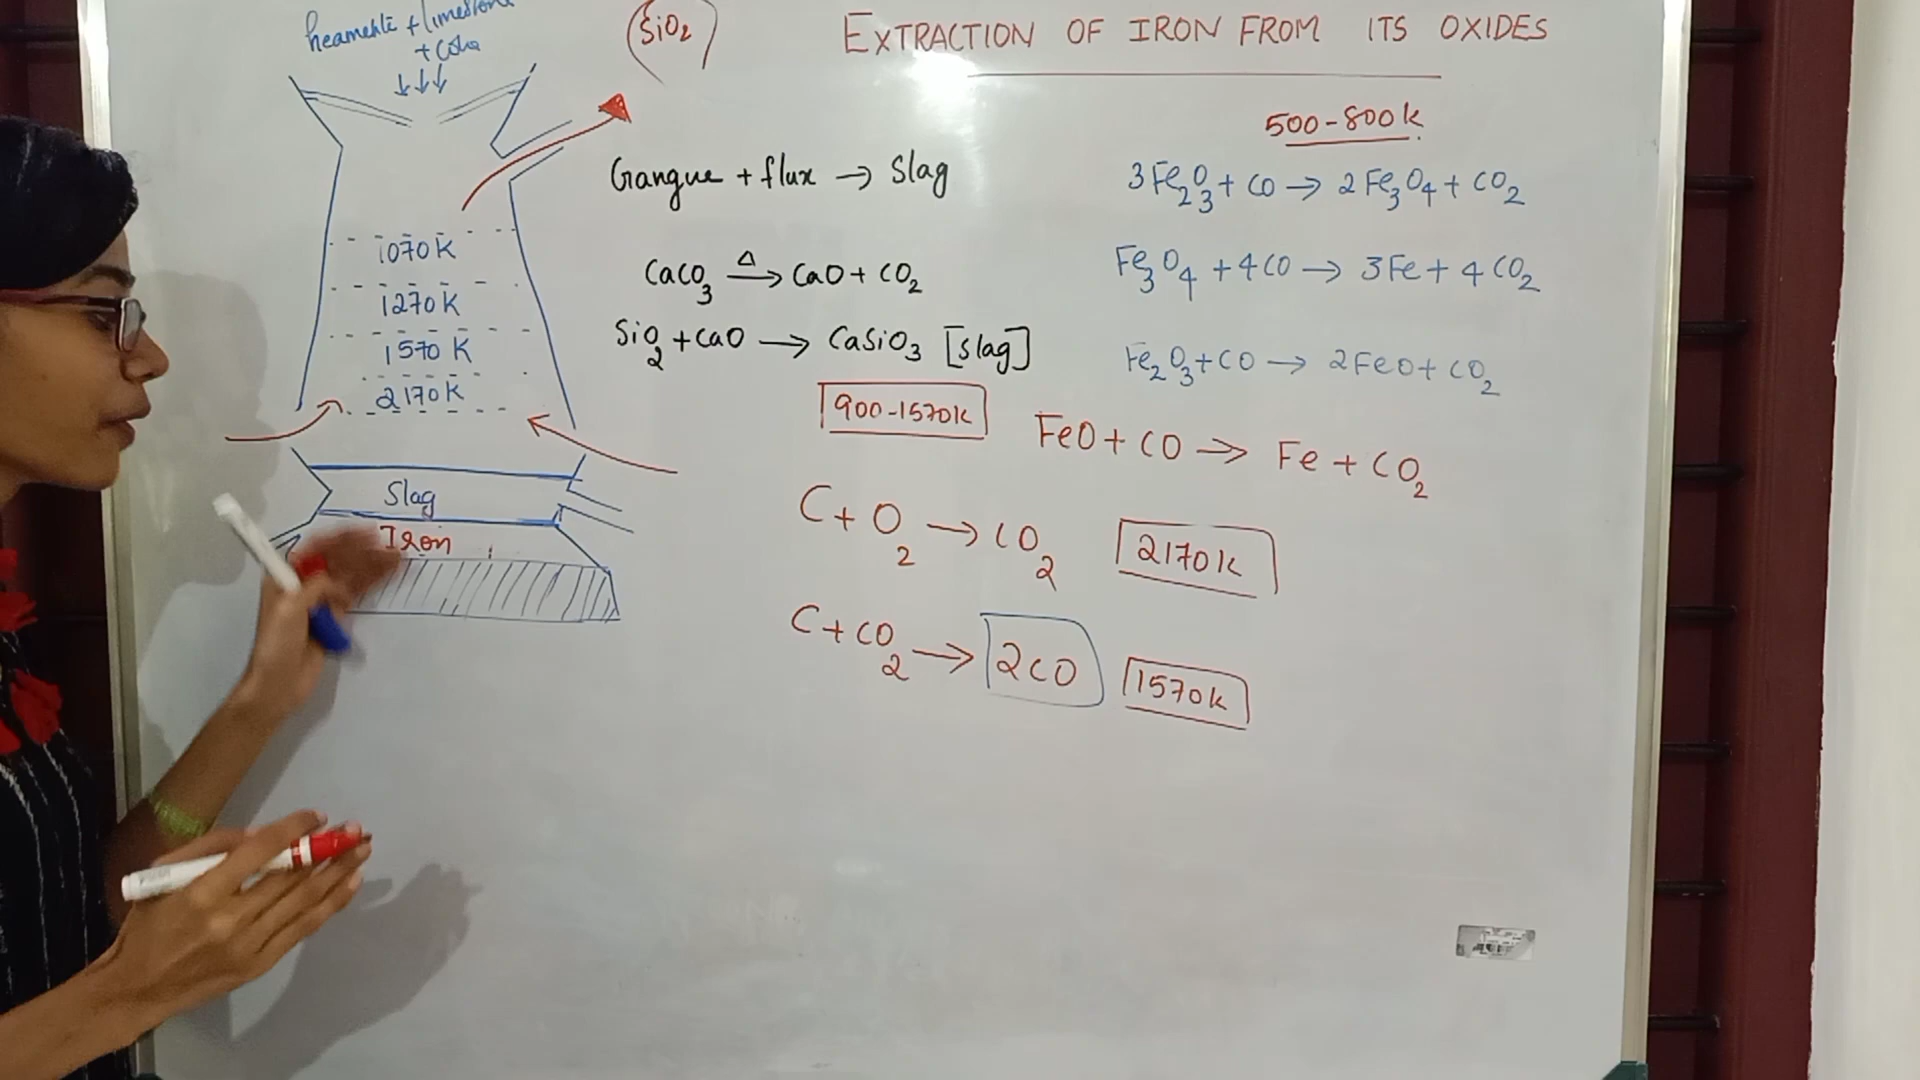 EXTRACTION OF IRON FROM ITS OXIDES
heamehte + limestone
+ Coke
↓↓↓
SiO2
1070K
1270K
1570K
2170K
Slag
Iron
Gangue + flux → Slag
CaCO3 —Δ→ CaO + CO2
SiO2 + CaO → CaSiO3 [slag]
500-800K
3Fe2O3 + CO → 2Fe3O4 + CO2
Fe3O4 + 4CO → 3Fe + 4CO2
Fe2O3 + CO → 2FeO + CO2
900-1570K
FeO + CO → Fe + CO2
C + O2 → CO2 2170K
C + CO2 → 2CO 1570K